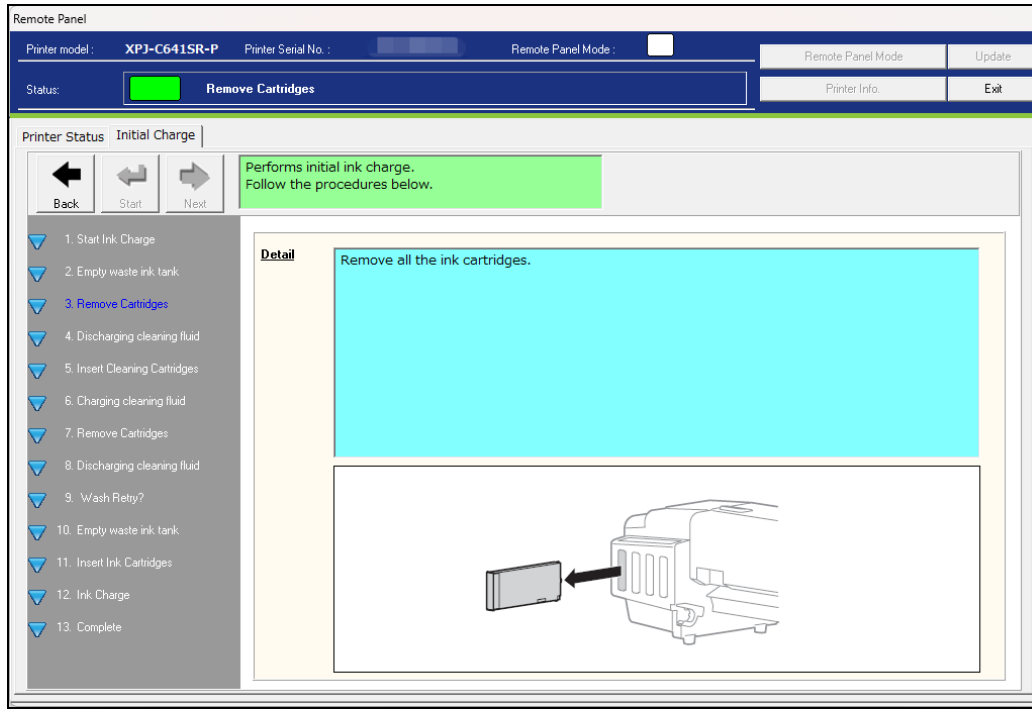 Remote Panel
Printer model : XPJ-C641SR-P Printer Serial No. : Remote Panel Mode :
Remote Panel Mode Update
Status: Remove Cartridges
Printer Info. Exit
Printer Status Initial Charge
Back Start Next
Performs initial ink charge.
Follow the procedures below.
1. Start Ink Charge
2. Empty waste ink tank
3. Remove Cartridges
4. Discharging cleaning fluid
5. Insert Cleaning Cartridges
6. Charging cleaning fluid
7. Remove Cartridges
8. Discharging cleaning fluid
9. Wash Retry?
10. Empty waste ink tank
11. Insert Ink Cartridges
12. Ink Charge
13. Complete
Detail
Remove all the ink cartridges.